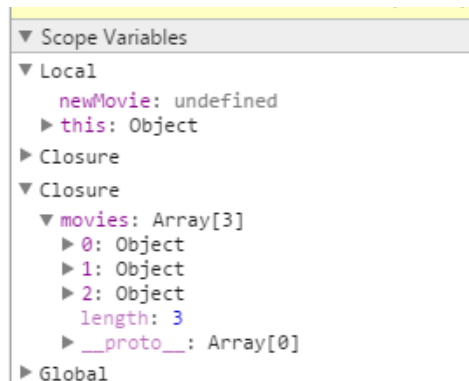 ▼ Scope Variables
▼ Local
newMovie: undefined
▶ this: Object
▶ Closure
▼ Closure
▼ movies: Array[3]
▶ 0: Object
▶ 1: Object
▶ 2: Object
length: 3
▶ __proto__: Array[0]
▶ Global